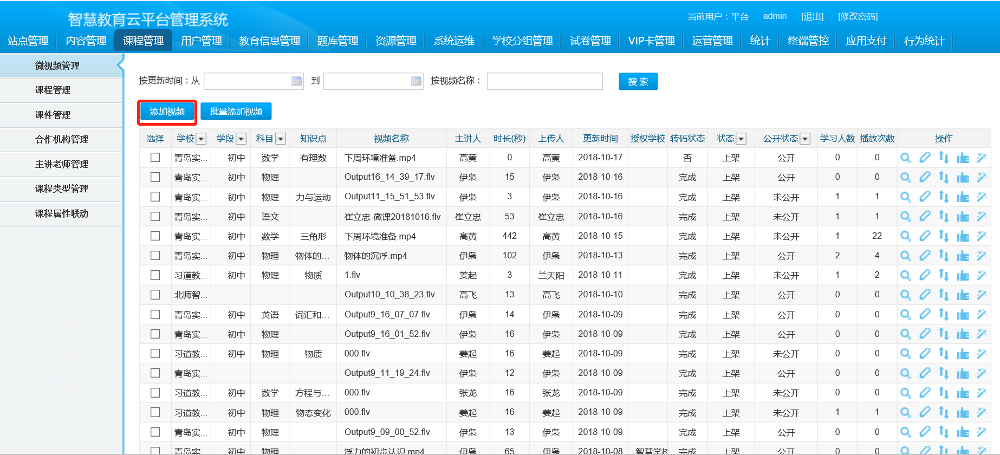 智慧教育云平台管理系统
当前用户：平台 admin [退出] [修改密码]
站点管理 内容管理 课程管理 用户管理 教育信息管理 题库管理 资源管理 系统运维 学校分组管理 试卷管理 VIP卡管理 运营管理 统计 终端管控 应用支付 行为统计
微视频管理
课程管理
课件管理
合作机构管理
主讲老师管理
课程类型管理
课程属性联动
按更新时间：从 到 按视频名称： 搜 索
添加视频 批量添加视频
选择 学校 学段 科目 知识点 视频名称 主讲人 时长(秒) 上传人 更新时间 授权学校 转码状态 状态 公开状态 学习人数 播放次数 操作
青岛实... 初中 数学 有理数 下周环境准备.mp4 高黄 0 高黄 2018-10-17 否 上架 公开 0 0
青岛实... 初中 物理 Output16_14_39_17.flv 伊枭 15 伊枭 2018-10-16 完成 上架 公开 0 0
青岛实... 初中 物理 力与运动 Output11_15_51_53.flv 伊枭 3 伊枭 2018-10-16 完成 上架 未公开 1 1
青岛实... 初中 语文 崔立忠-微课20181016.flv 崔立忠 53 崔立忠 2018-10-16 完成 上架 未公开 1 1
青岛实... 初中 数学 三角形 下周环境准备.mp4 高黄 442 高黄 2018-10-15 完成 上架 未公开 1 22
青岛实... 初中 物理 物体的... 物体的沉浮.mp4 伊枭 102 伊枭 2018-10-13 完成 上架 公开 2 4
习道教... 初中 物理 物质 1.flv 姜起 3 兰天阳 2018-10-11 完成 上架 未公开 1 2
北师智... Output10_10_38_23.flv 高飞 13 高飞 2018-10-10 完成 上架 公开 0 0
青岛实... 初中 英语 词汇和... Output9_16_07_07.flv 伊枭 14 伊枭 2018-10-09 完成 上架 公开 0 0
青岛实... 初中 物理 Output9_16_01_52.flv 伊枭 16 伊枭 2018-10-09 完成 上架 公开 0 0
习道教... 初中 物理 物质 000.flv 姜起 16 姜起 2018-10-09 完成 上架 未公开 0 0
青岛实... Output9_11_19_24.flv 伊枭 12 伊枭 2018-10-09 完成 上架 公开 0 0
习道教... 初中 数学 方程与... 000.flv 张龙 16 张龙 2018-10-09 完成 上架 未公开 0 0
习道教... 初中 物理 物态变化 000.flv 姜起 16 姜起 2018-10-09 完成 上架 未公开 1 1
青岛实... 初中 物理 Output9_09_00_52.flv 伊枭 13 伊枭 2018-10-09 完成 上架 公开 0 0
青岛实... 初中 物理 浮力的初步认识.mp4 伊枭 65 伊枭 2018-10-08 智慧学校 完成 上架 公开 0 0